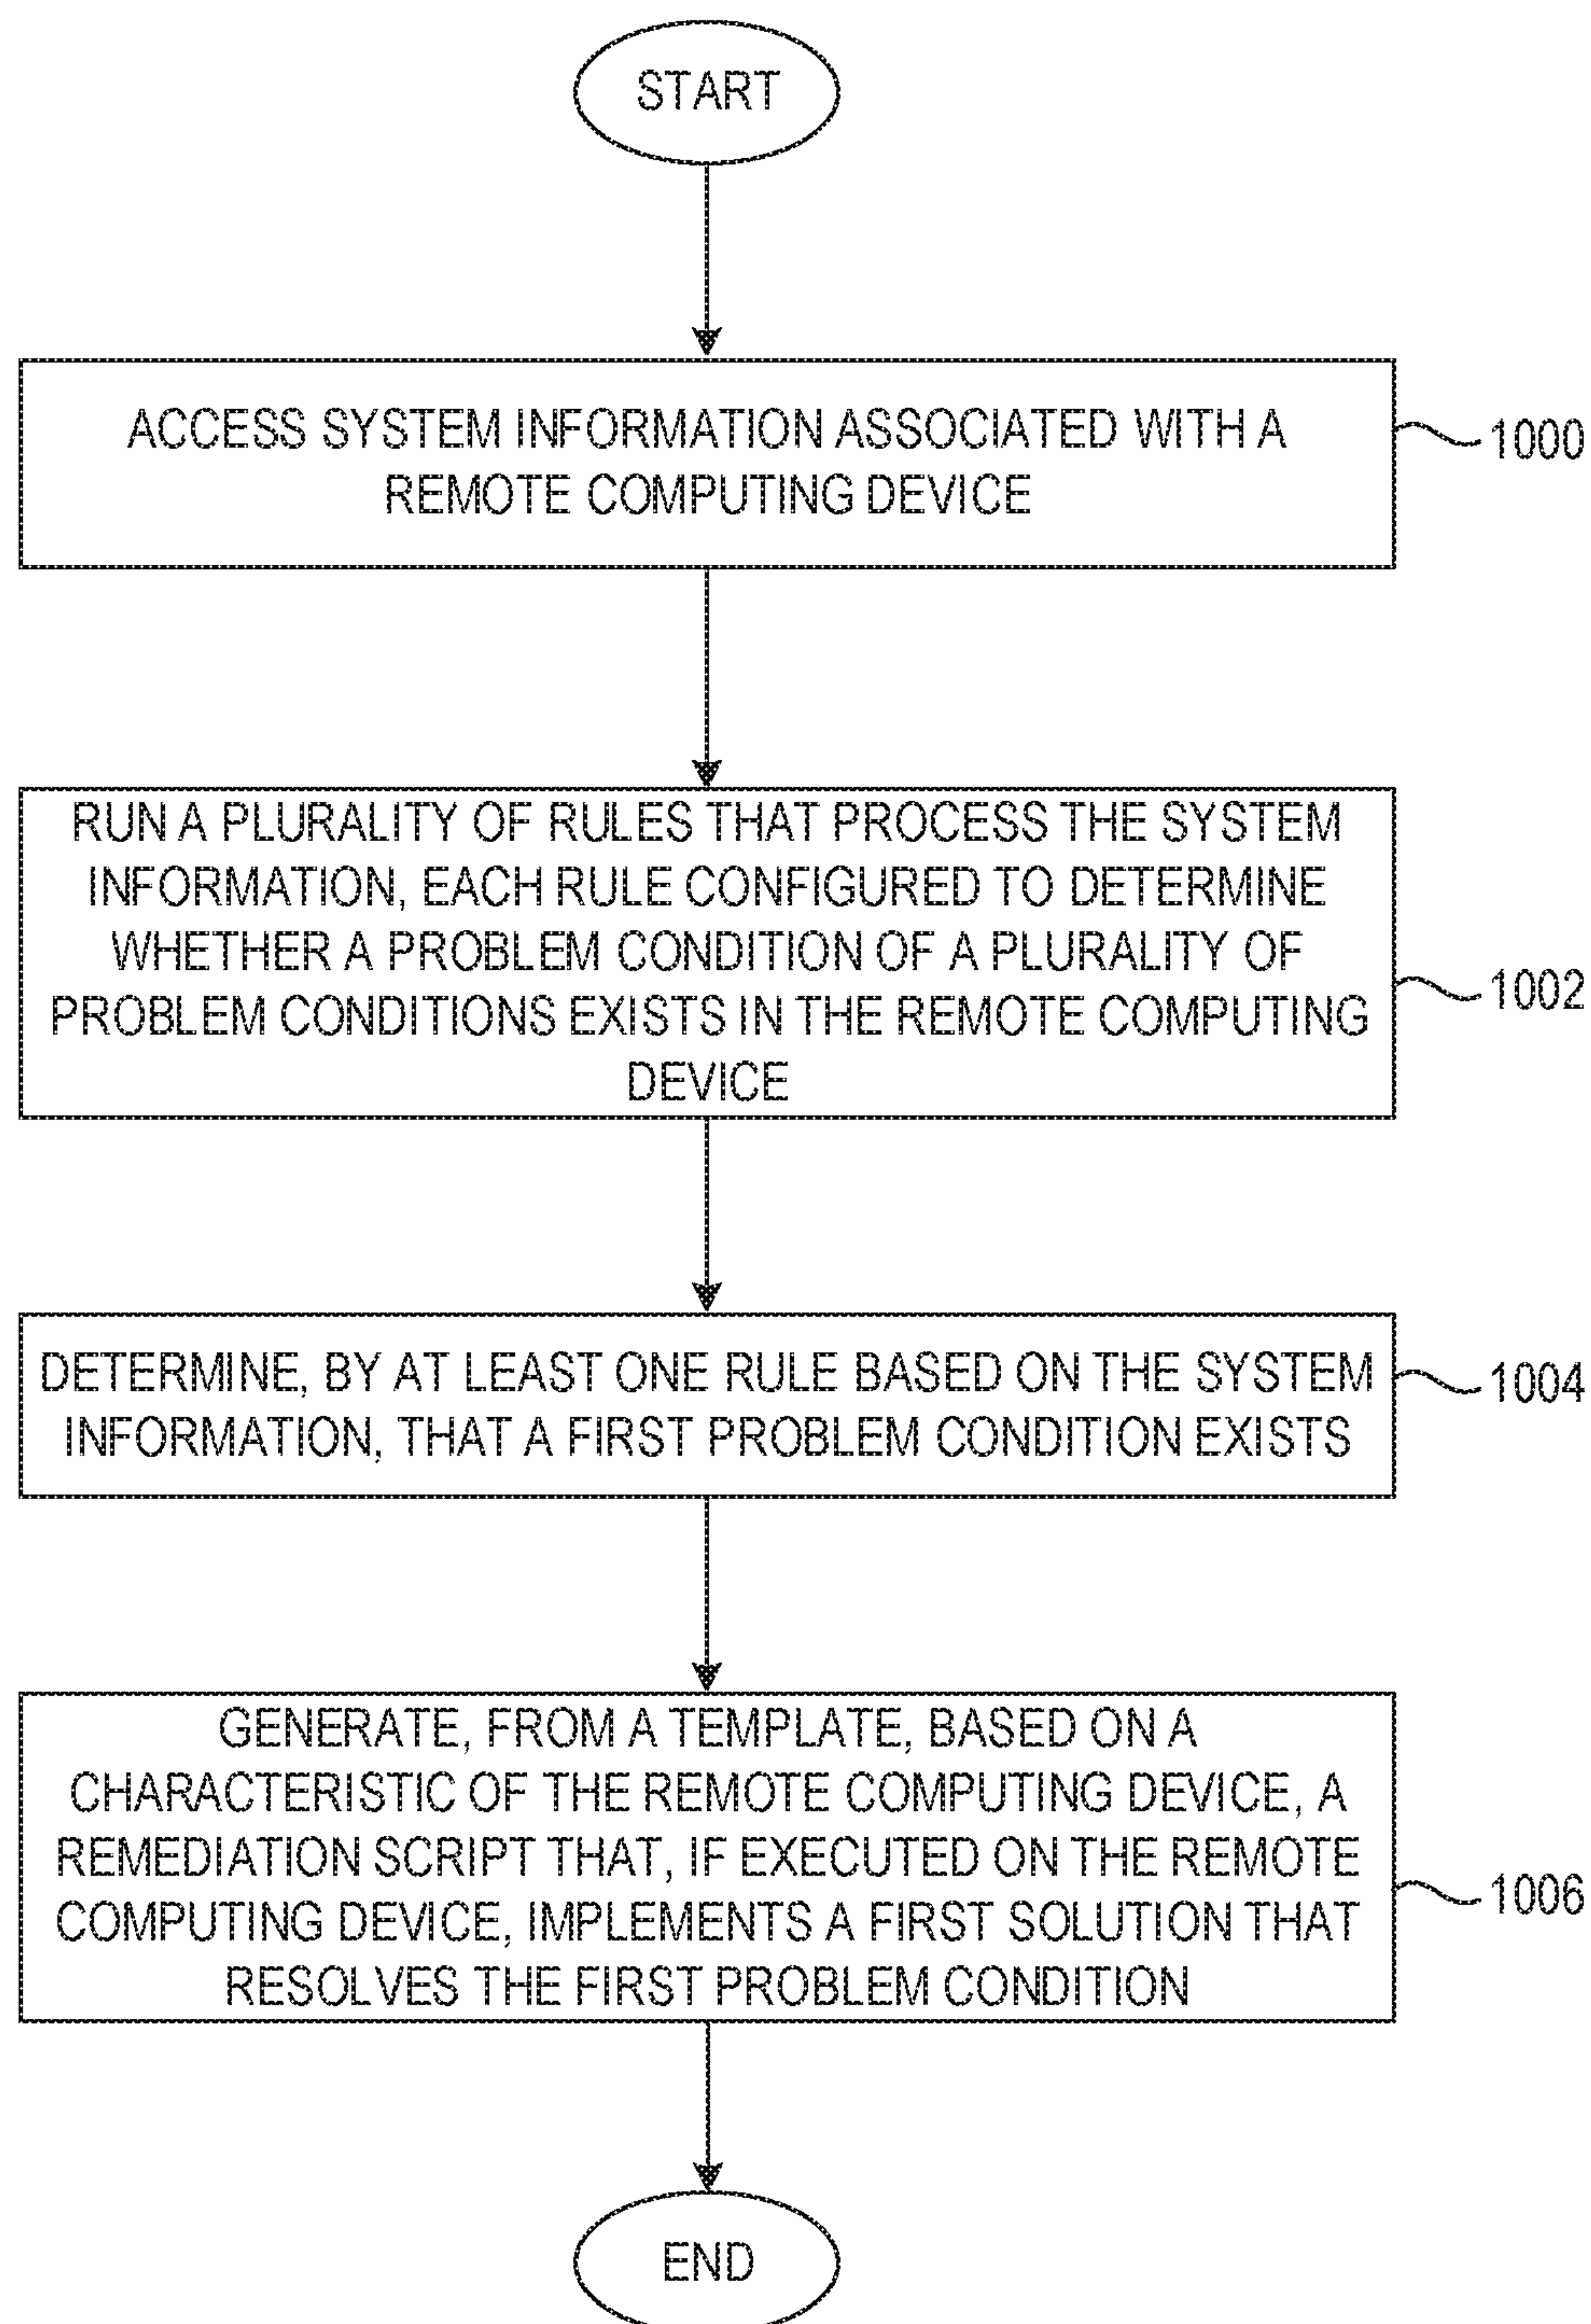 START
ACCESS SYSTEM INFORMATION ASSOCIATED WITH A
REMOTE COMPUTING DEVICE
1000
RUN A PLURALITY OF RULES THAT PROCESS THE SYSTEM
INFORMATION, EACH RULE CONFIGURED TO DETERMINE
WHETHER A PROBLEM CONDITION OF A PLURALITY OF
PROBLEM CONDITIONS EXISTS IN THE REMOTE COMPUTING
DEVICE
1002
DETERMINE, BY AT LEAST ONE RULE BASED ON THE SYSTEM
INFORMATION, THAT A FIRST PROBLEM CONDITION EXISTS
1004
GENERATE, FROM A TEMPLATE, BASED ON A
CHARACTERISTIC OF THE REMOTE COMPUTING DEVICE, A
REMEDIATION SCRIPT THAT, IF EXECUTED ON THE REMOTE
COMPUTING DEVICE, IMPLEMENTS A FIRST SOLUTION THAT
RESOLVES THE FIRST PROBLEM CONDITION
1006
END